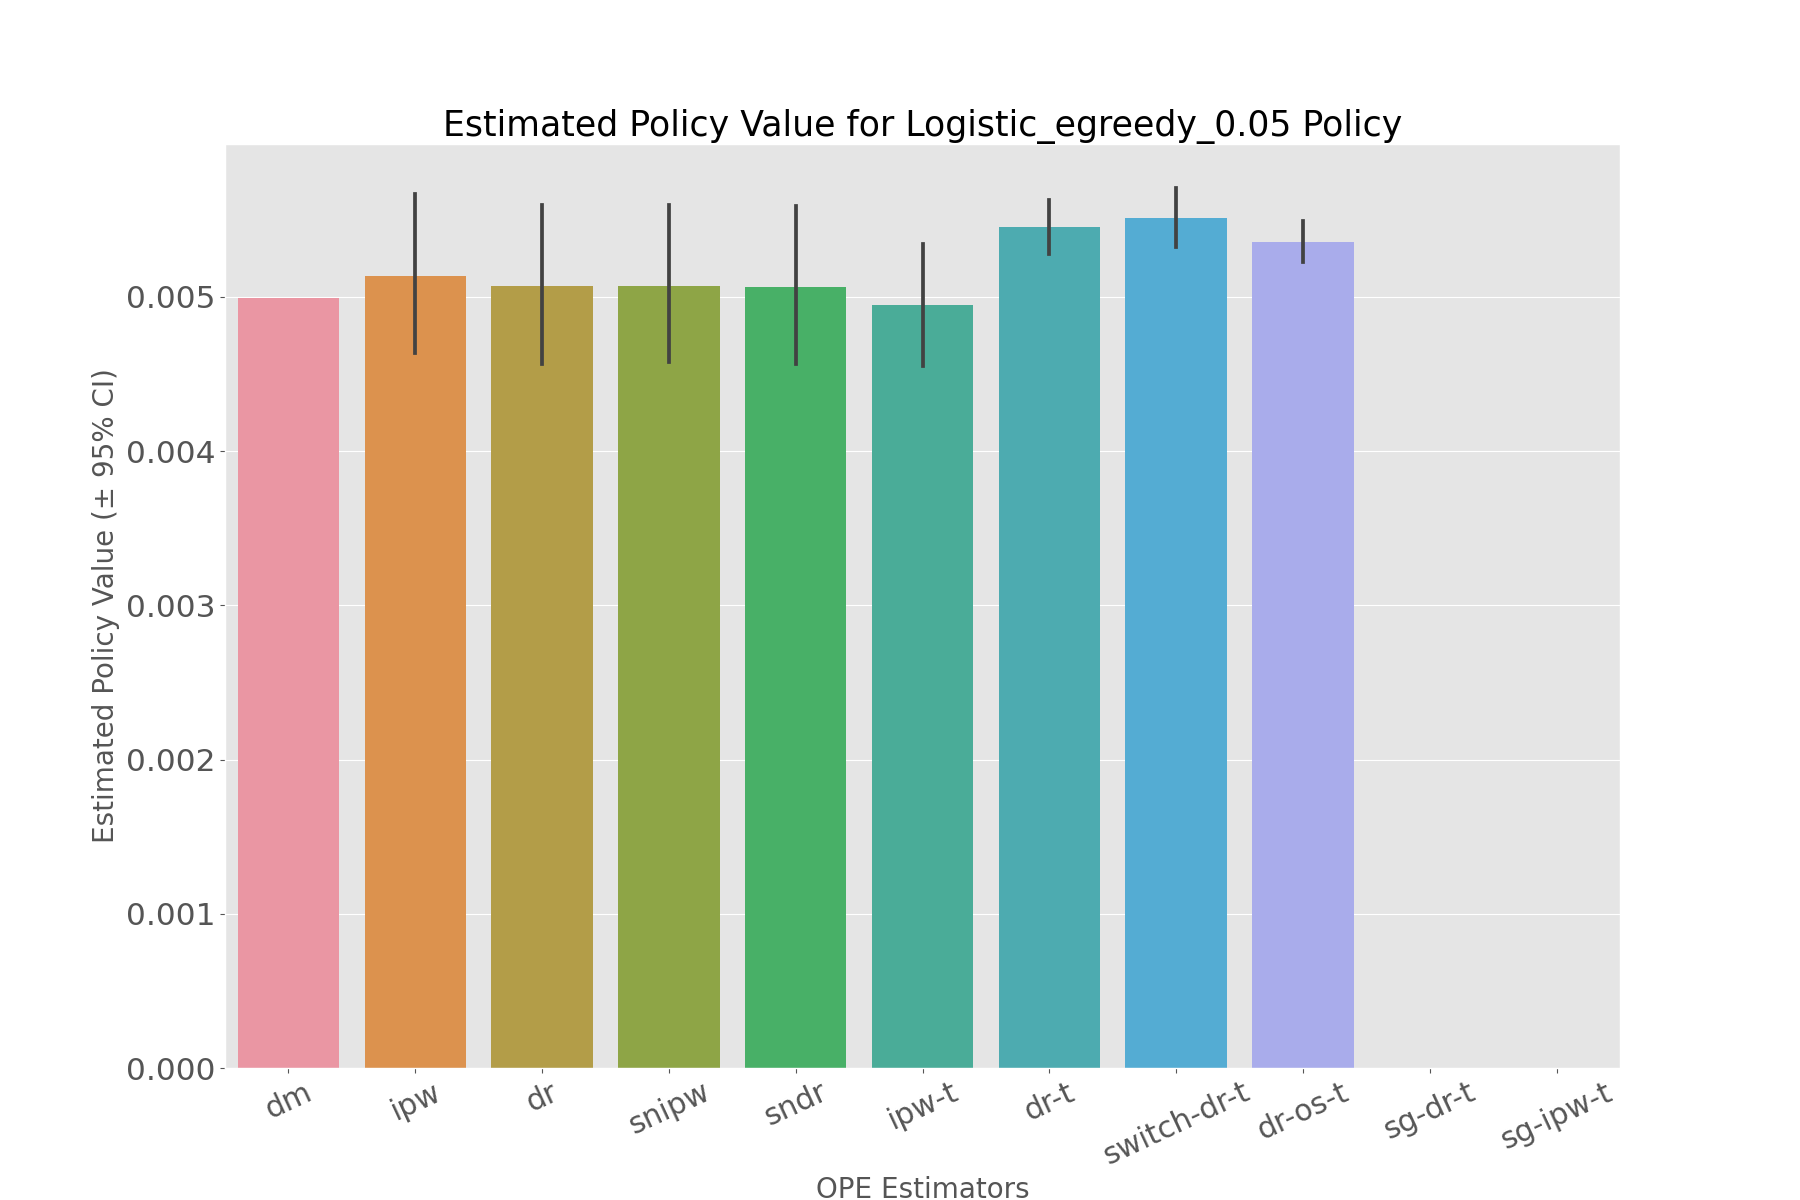 Estimated Policy Value for Logistic_egreedy_0.05 Policy
Estimated Policy Value (± 95% CI)
0.005
0.004
0.003
0.002
0.001
0.000
dm
ipw
dr
snipw
sndr
ipw-t
dr-t
switch-dr-t
dr-os-t
sg-dr-t
sg-ipw-t
OPE Estimators